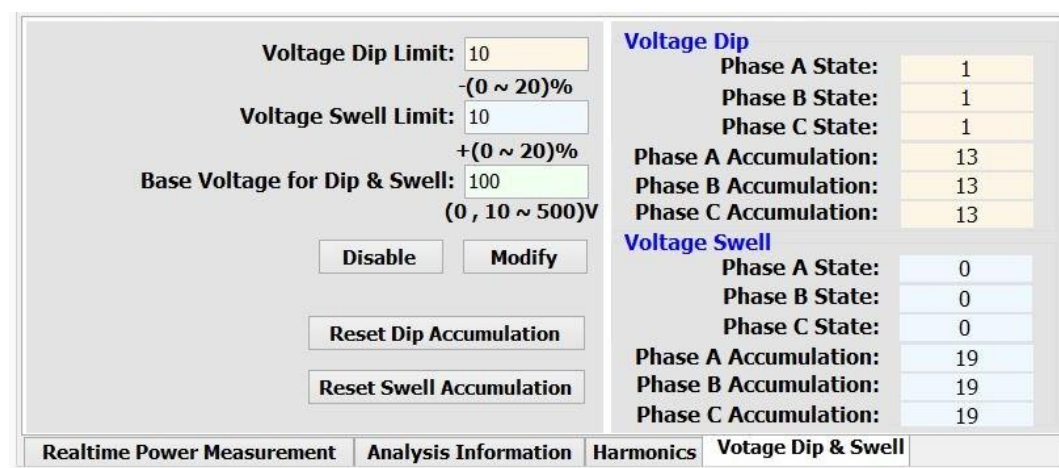 Voltage Dip Limit: 10
-(0 ~ 20)%
Voltage Swell Limit: 10
+(0 ~ 20)%
Base Voltage for Dip & Swell: 100
(0 , 10 ~ 500)V
Disable Modify
Reset Dip Accumulation
Reset Swell Accumulation
Voltage Dip
Phase A State: 1
Phase B State: 1
Phase C State: 1
Phase A Accumulation: 13
Phase B Accumulation: 13
Phase C Accumulation: 13
Voltage Swell
Phase A State: 0
Phase B State: 0
Phase C State: 0
Phase A Accumulation: 19
Phase B Accumulation: 19
Phase C Accumulation: 19
Realtime Power Measurement Analysis Information Harmonics Votage Dip & Swell